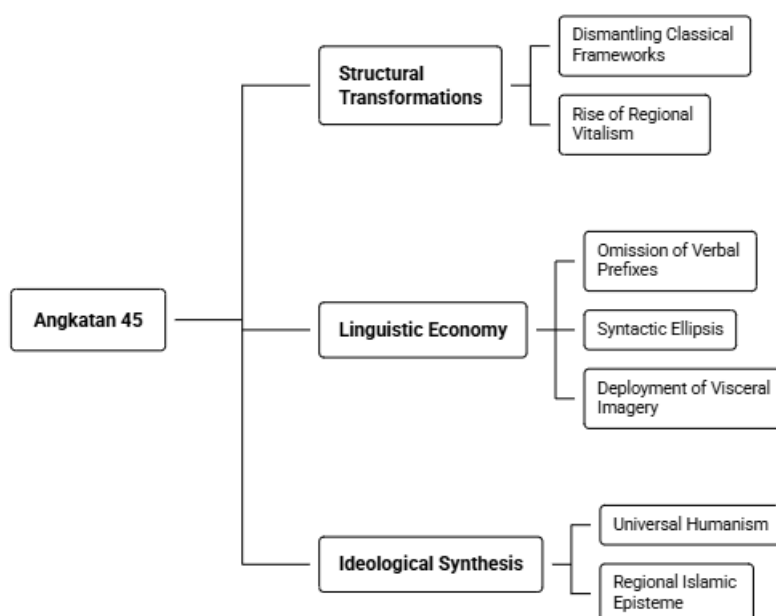 Angkatan 45
Structural
Transformations
Dismantling Classical
Frameworks
Rise of Regional
Vitalism
Linguistic Economy
Omission of Verbal
Prefixes
Syntactic Ellipsis
Deployment of Visceral
Imagery
Ideological Synthesis
Universal Humanism
Regional Islamic
Episteme